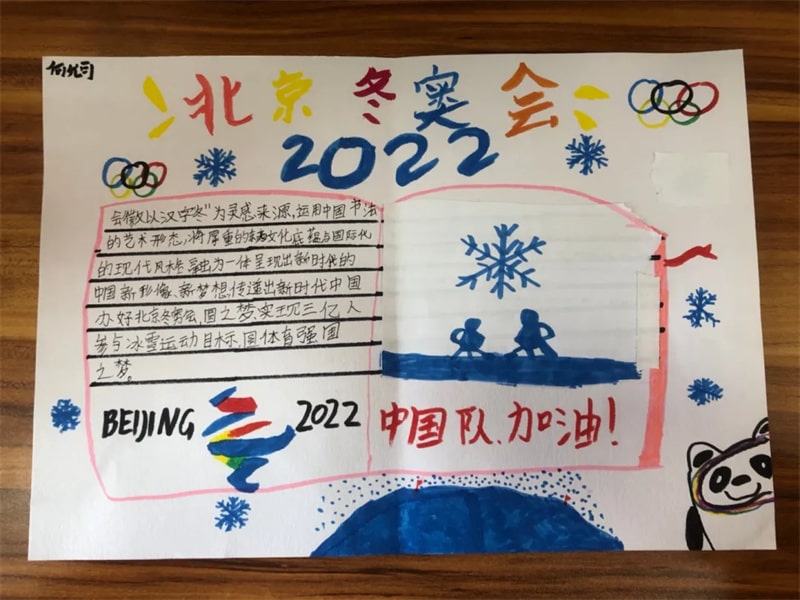 北京冬奥会
2022
会徽以汉字"冬"为灵感来源,运用中国书法
的艺术形态,将厚重的文化底蕴与国际化
的现代风格融为一体呈现出新时代的
中国新形像、新梦想传递出新时代中国
办好北京冬奥会,圆之梦,实现三亿人
参与冰雪运动目标,圆体育强国
之梦。
BEIJING 2022
中国队、加油!